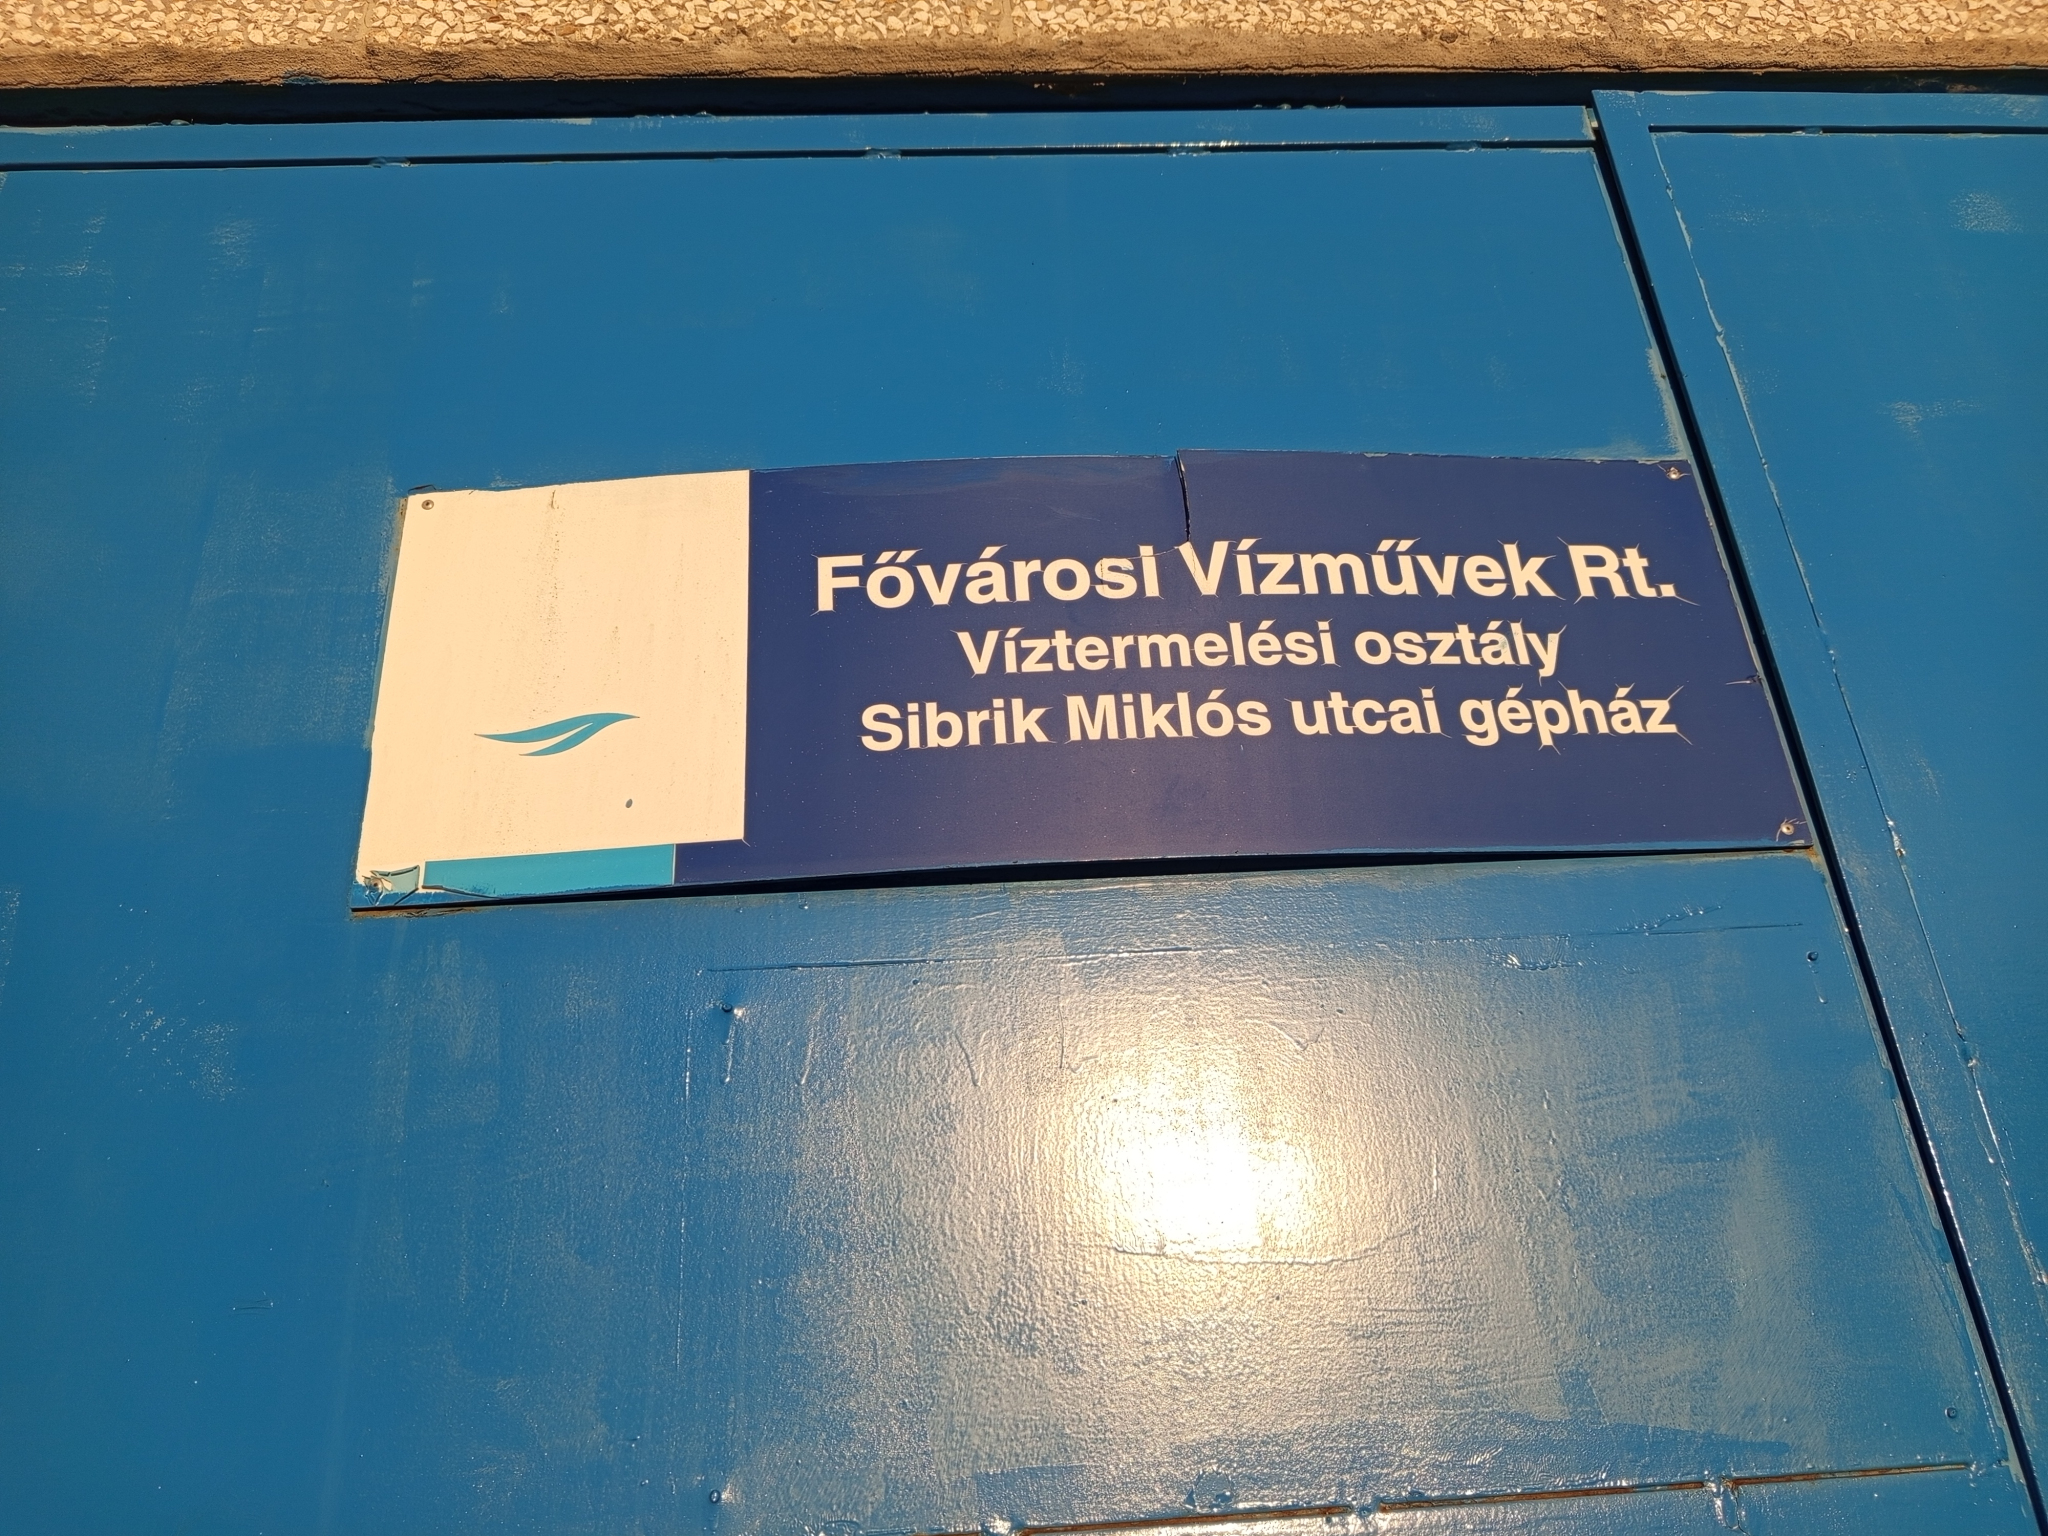 Fővárosi Vízművek Rt.
Víztermelési osztály
Sibrik Miklós utcai gépház